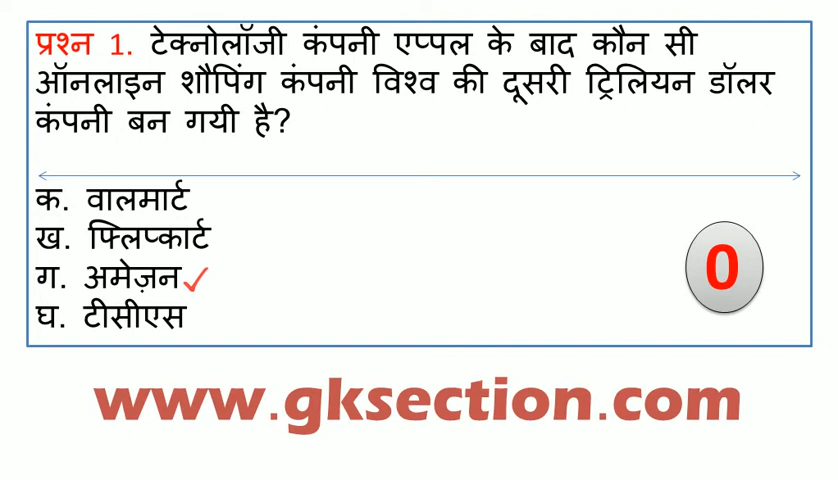 प्रश्न 1. टेक्नोलॉजी कंपनी एप्पल के बाद कौन सी
ऑनलाइन शौपिंग कंपनी विश्व की दूसरी ट्रिलियन डॉलर
कंपनी बन गयी है?
क. वालमार्ट
ख. फ्लिप्कार्ट
ग. अमेज़न
घ. टीसीएस
0
www.gksection.com